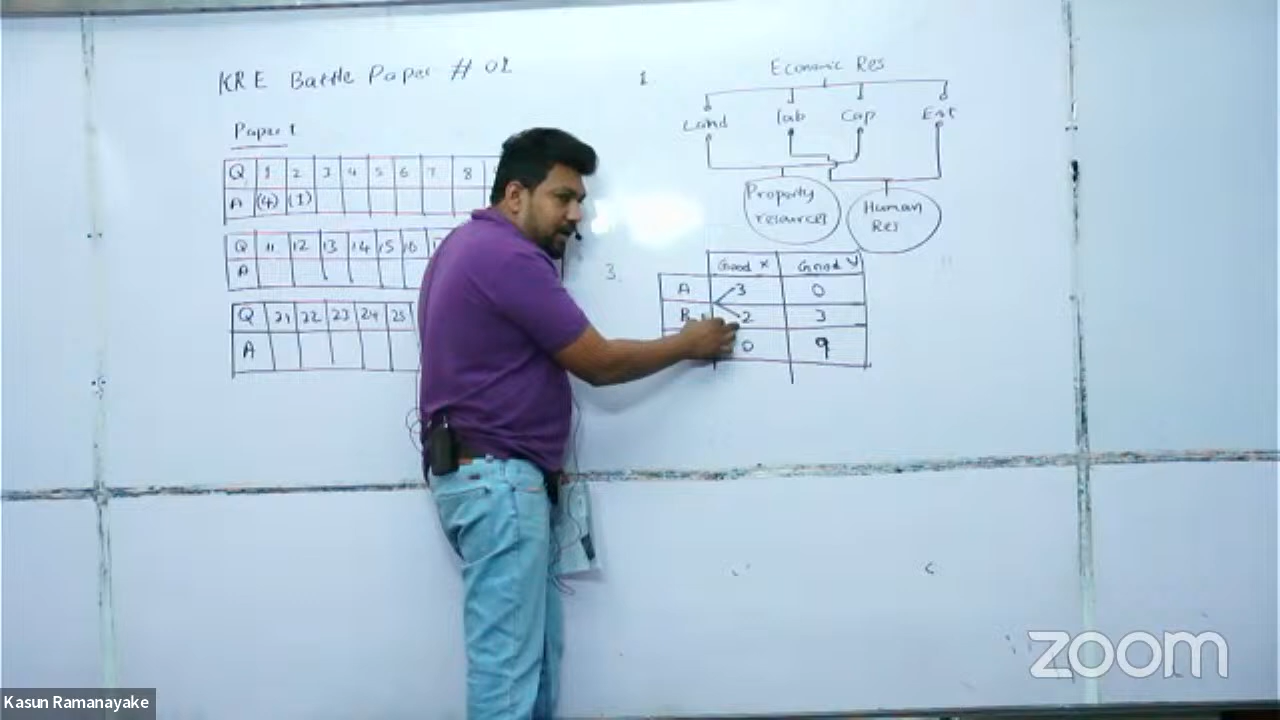 KRE Battle Paper # 01
Paper 1
Q 1 2 3 4 5 6 7 8
A (4) (1)
Q 11 12 13 14 15 16
A
Q 21 22 23 24 25
A
1. Economic Res
Land lab Cap Ent
Property resources
Human Res
3.
Good X Good Y
A 3 0
B 2 3
0 9
zoom
Kasun Ramanayake